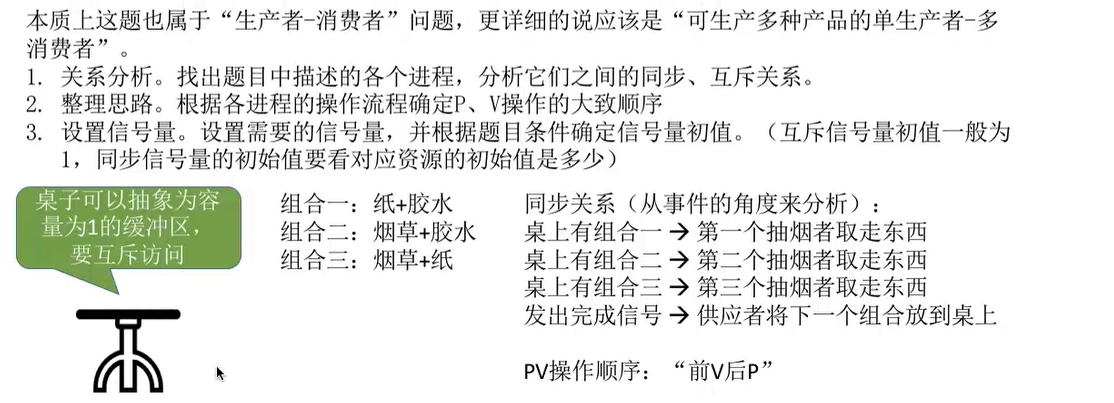 本质上这题也属于“生产者-消费者”问题，更详细的说应该是“可生产多种产品的单生产者-多
消费者”。
1. 关系分析。找出题目中描述的各个进程，分析它们之间的同步、互斥关系。
2. 整理思路。根据各进程的操作流程确定P、V操作的大致顺序
3. 设置信号量。设置需要的信号量，并根据题目条件确定信号量初值。（互斥信号量初值一般为
1，同步信号量的初始值要看对应资源的初始值是多少）
桌子可以抽象为容
量为1的缓冲区，
要互斥访问
组合一：纸+胶水
组合二：烟草+胶水
组合三：烟草+纸
同步关系（从事件的角度来分析）：
桌上有组合一 → 第一个抽烟者取走东西
桌上有组合二 → 第二个抽烟者取走东西
桌上有组合三 → 第三个抽烟者取走东西
发出完成信号 → 供应者将下一个组合放到桌上
PV操作顺序：“前V后P”